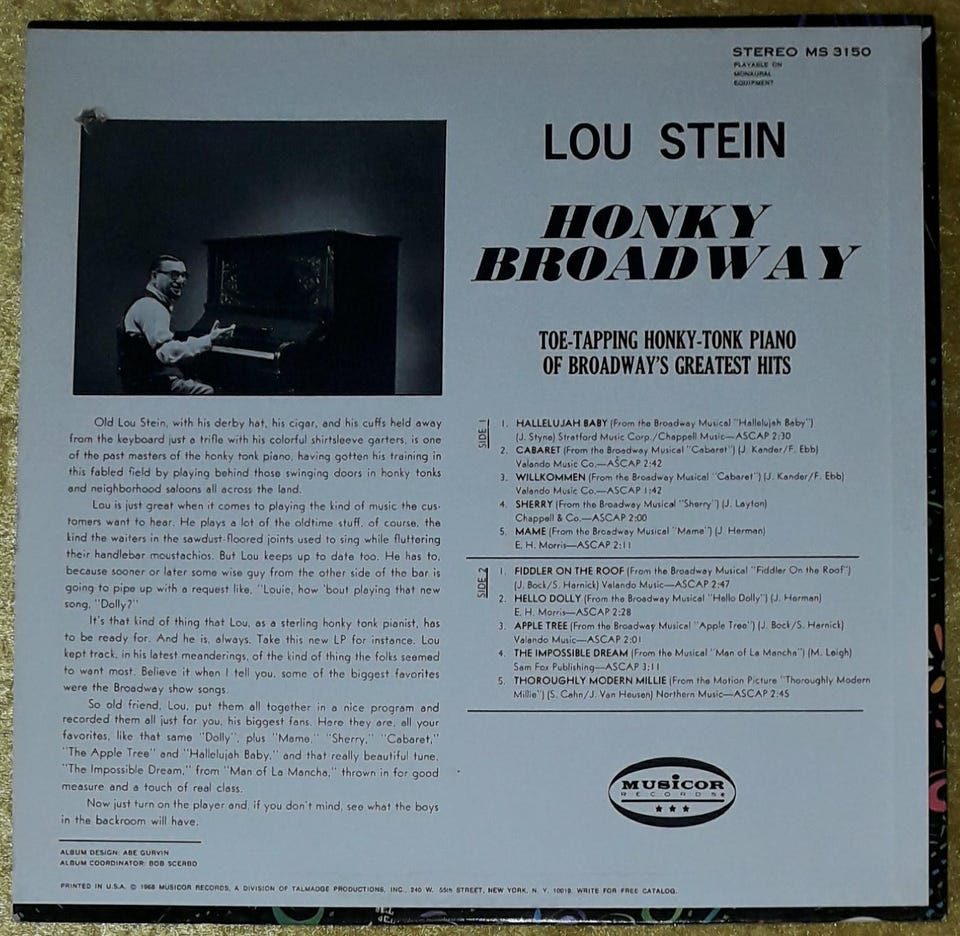 STEREO MS 3150
PLAYABLE ON
MONAURAL
EQUIPMENT
LOU STEIN
HONKY
BROADWAY
TOE-TAPPING HONKY-TONK PIANO
OF BROADWAY'S GREATEST HITS
Old Lou Stein, with his derby hat, his cigar, and his cuffs held away
from the keyboard just a trifle with his colorful shirtsleeve garters, is one
of the past masters of the honky tonk piano, having gotten his training in
this fabled field by playing behind those swinging doors in honky tonks
and neighborhood saloons all across the land.
Lou is just great when it comes to playing the kind of music the cus-
tomers want to hear. He plays a lot of the oldtime stuff, of course, the
kind the waiters in the sawdust-floored joints used to sing while fluttering
their handlebar moustachios. But Lou keeps up to date too. He has to,
because sooner or later some wise guy from the other side of the bar is
going to pipe up with a request like, "Louie, how 'bout playing that new
song, "Dolly?"
It's that kind of thing that Lou, as a sterling honky tonk pianist, has
to be ready for. And he is, always. Take this new LP for instance. Lou
kept track, in his latest meanderings, of the kind of thing the folks seemed
to want most. Believe it when I tell you, some of the biggest favorites
were the Broadway show songs.
So old friend, Lou, put them all together in a nice program and
recorded them all just for you, his biggest fans. Here they are, all your
favorites, like that same "Dolly", plus "Mame," "Sherry," "Cabaret,"
"The Apple Tree" and "Hallelujah Baby," and that really beautiful tune,
"The Impossible Dream," from "Man of La Mancha," thrown in for good
measure and a touch of real class.
Now just turn on the player and, if you don't mind, see what the boys
in the backroom will have.
ALBUM DESIGN: ABE GURVIN
ALBUM COORDINATOR: BOB SCERBO
SIDE 1
1. HALLELUJAH BABY (From the Broadway Musical "Hallelujah Baby")
(J. Styne) Stratford Music Corp./Chappell Music—ASCAP 2:30
2. CABARET (From the Broadway Musical "Cabaret") (J. Kander/F. Ebb)
Valando Music Co.—ASCAP 2:42
3. WILLKOMMEN (From the Broadway Musical "Cabaret") (J. Kander/F. Ebb)
Valando Music Co.—ASCAP 1:42
4. SHERRY (From the Broadway Musical "Sherry") (J. Layton)
Chappell & Co.—ASCAP 2:00
5. MAME (From the Broadway Musical "Mame") (J. Herman)
E. H. Morris—ASCAP 2:11
SIDE 2
1. FIDDLER ON THE ROOF (From the Broadway Musical "Fiddler On the Roof")
(J. Bock/S. Harnick) Valando Music—ASCAP 2:47
2. HELLO DOLLY (From the Broadway Musical "Hello Dolly") (J. Herman)
E. H. Morris—ASCAP 2:28
3. APPLE TREE (From the Broadway Musical "Apple Tree") (J. Bock/S. Harnick)
Valando Music—ASCAP 2:01
4. THE IMPOSSIBLE DREAM (From the Musical "Man of La Mancha") (M. Leigh)
Sam Fox Publishing—ASCAP 3:11
5. THOROUGHLY MODERN MILLIE (From the Motion Picture "Thoroughly Modern
Millie") (S. Cahn/J. Van Heusen) Northern Music—ASCAP 2:45
MUSICOR
RECORDS
PRINTED IN U.S.A. © 1968 MUSICOR RECORDS, A DIVISION OF TALMADGE PRODUCTIONS, INC., 240 W. 55th STREET, NEW YORK, N. Y. 10019. WRITE FOR FREE CATALOG.